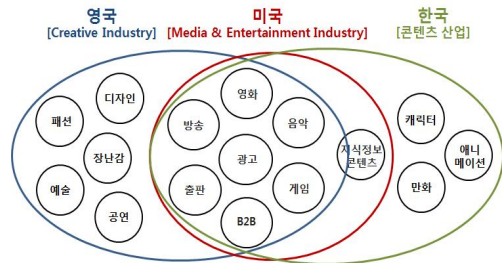 영국
[Creative Industry]
미국
[Media & Entertainment Industry]
한국
[콘텐츠 산업]
디자인
패션
장난감
예술
공연
영화
방송
음악
광고
출판
게임
B2B
지식정보
콘텐츠
캐릭터
애니
메이션
만화